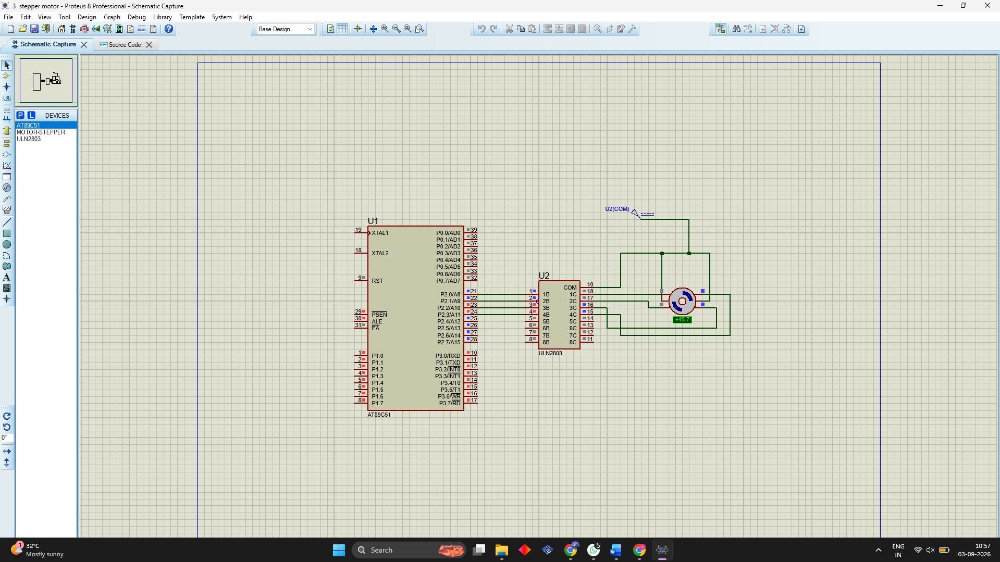 3 stepper motor - Proteus 8 Professional - Schematic Capture
File Edit View Tool Design Graph Debug Library Template System Help
Base Design
Schematic Capture
Source Code
P L DEVICES
AT89C51
MOTOR-STEPPER
ULN2803
LBL
A
S
0°
U2(COM)
U1
19 XTAL1
18 XTAL2
9 RST
29 PSEN
30 ALE
31 EA
1 P1.0
2 P1.1
3 P1.2
4 P1.3
5 P1.4
6 P1.5
7 P1.6
8 P1.7
P0.0/AD0 39
P0.1/AD1 38
P0.2/AD2 37
P0.3/AD3 36
P0.4/AD4 35
P0.5/AD5 34
P0.6/AD6 33
P0.7/AD7 32
P2.0/A8 21
P2.1/A9 22
P2.2/A10 23
P2.3/A11 24
P2.4/A12 25
P2.5/A13 26
P2.6/A14 27
P2.7/A15 28
P3.0/RXD 10
P3.1/TXD 11
P3.2/INT0 12
P3.3/INT1 13
P3.4/T0 14
P3.5/T1 15
P3.6/WR 16
P3.7/RD 17
AT89C51
U2
COM 10
1 1B 1C 18
2 2B 2C 17
3 3B 3C 16
4 4B 4C 15
5 5B 5C 14
6 6B 6C 13
7 7B 7C 12
8 8B 8C 11
ULN2803
+45.7
1
32°C
Mostly sunny
Search
5
W
ENG
IN
10:57
03-09-2026